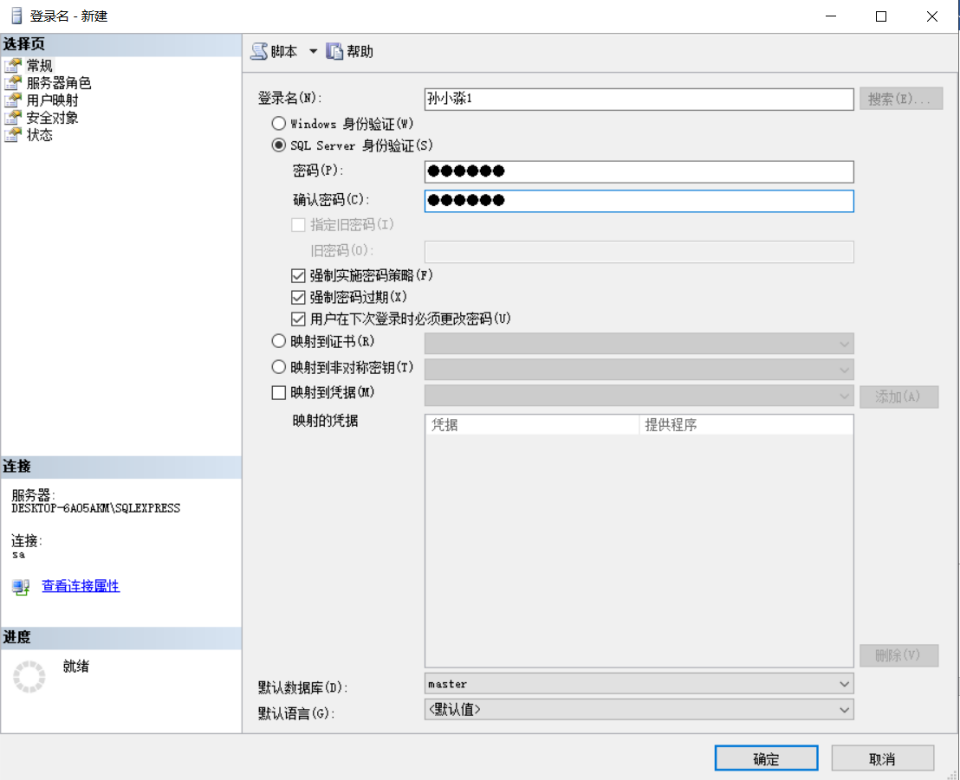 登录名 - 新建
选择页
常规
服务器角色
用户映射
安全对象
状态
连接
服务器:
DESKTOP-6AO5AKM\SQLEXPRESS
连接:
sa
查看连接属性
进度
就绪
脚本 帮助
登录名(N): 孙小淼1 搜索(E)...
Windows 身份验证(W)
SQL Server 身份验证(S)
密码(P): ●●●●●●
确认密码(C): ●●●●●●
指定旧密码(I)
旧密码(O):
强制实施密码策略(F)
强制密码过期(X)
用户在下次登录时必须更改密码(U)
映射到证书(R)
映射到非对称密钥(T)
映射到凭据(M) 添加(A)
映射的凭据 凭据 提供程序
删除(V)
默认数据库(D): master
默认语言(G): <默认值>
确定 取消